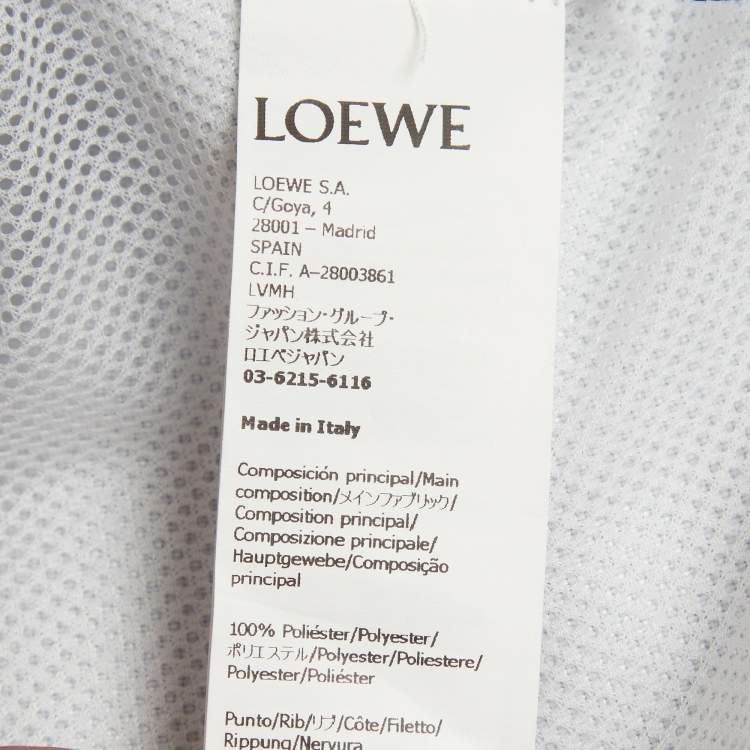 LOEWE
LOEWE S.A.
C/Goya, 4
28001 – Madrid
SPAIN
C.I.F. A–28003861
LVMH
ファッション・グループ・
ジャパン株式会社
ロエベジャパン
03-6215-6116
Made in Italy
Composición principal/Main
composition/メインファブリック/
Composition principal/
Composizione principale/
Hauptgewebe/Composição
principal
100% Poliéster/Polyester/
ポリエステル/Polyester/Poliestere/
Polyester/Poliéster
Punto/Rib/リブ/Côte/Filetto/
Rippung/Nervura